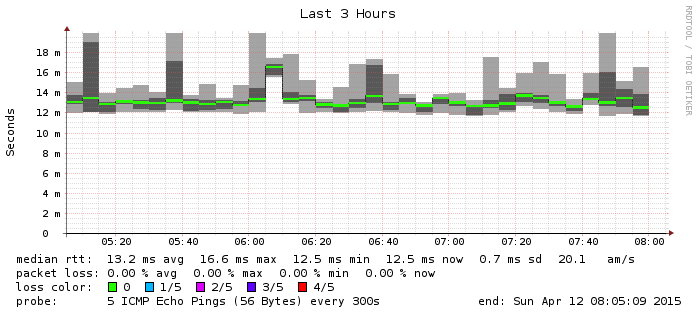 Last 3 Hours
RRDTOOL / TOBI OETIKER
Seconds
18 m
16 m
14 m
12 m
10 m
8 m
6 m
4 m
2 m
0
05:20 05:40 06:00 06:20 06:40 07:00 07:20 07:40 08:00
median rtt: 13.2 ms avg 16.6 ms max 12.5 ms min 12.5 ms now 0.7 ms sd 20.1 am/s
packet loss: 0.00 % avg 0.00 % max 0.00 % min 0.00 % now
loss color: 0 1/5 2/5 3/5 4/5
probe: 5 ICMP Echo Pings (56 Bytes) every 300s end: Sun Apr 12 08:05:09 2015